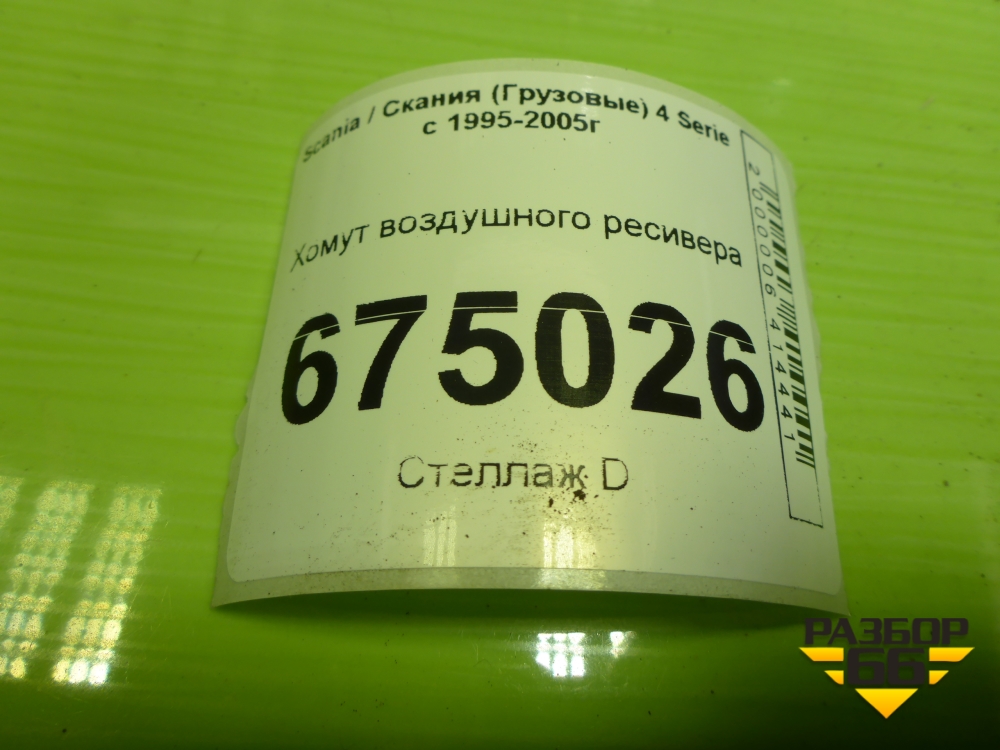 Scania / Скания (Грузовые) 4 Serie
с 1995-2005г
Хомут воздушного ресивера
675026
Стеллаж D
2000006414441
РАЗБОР
66